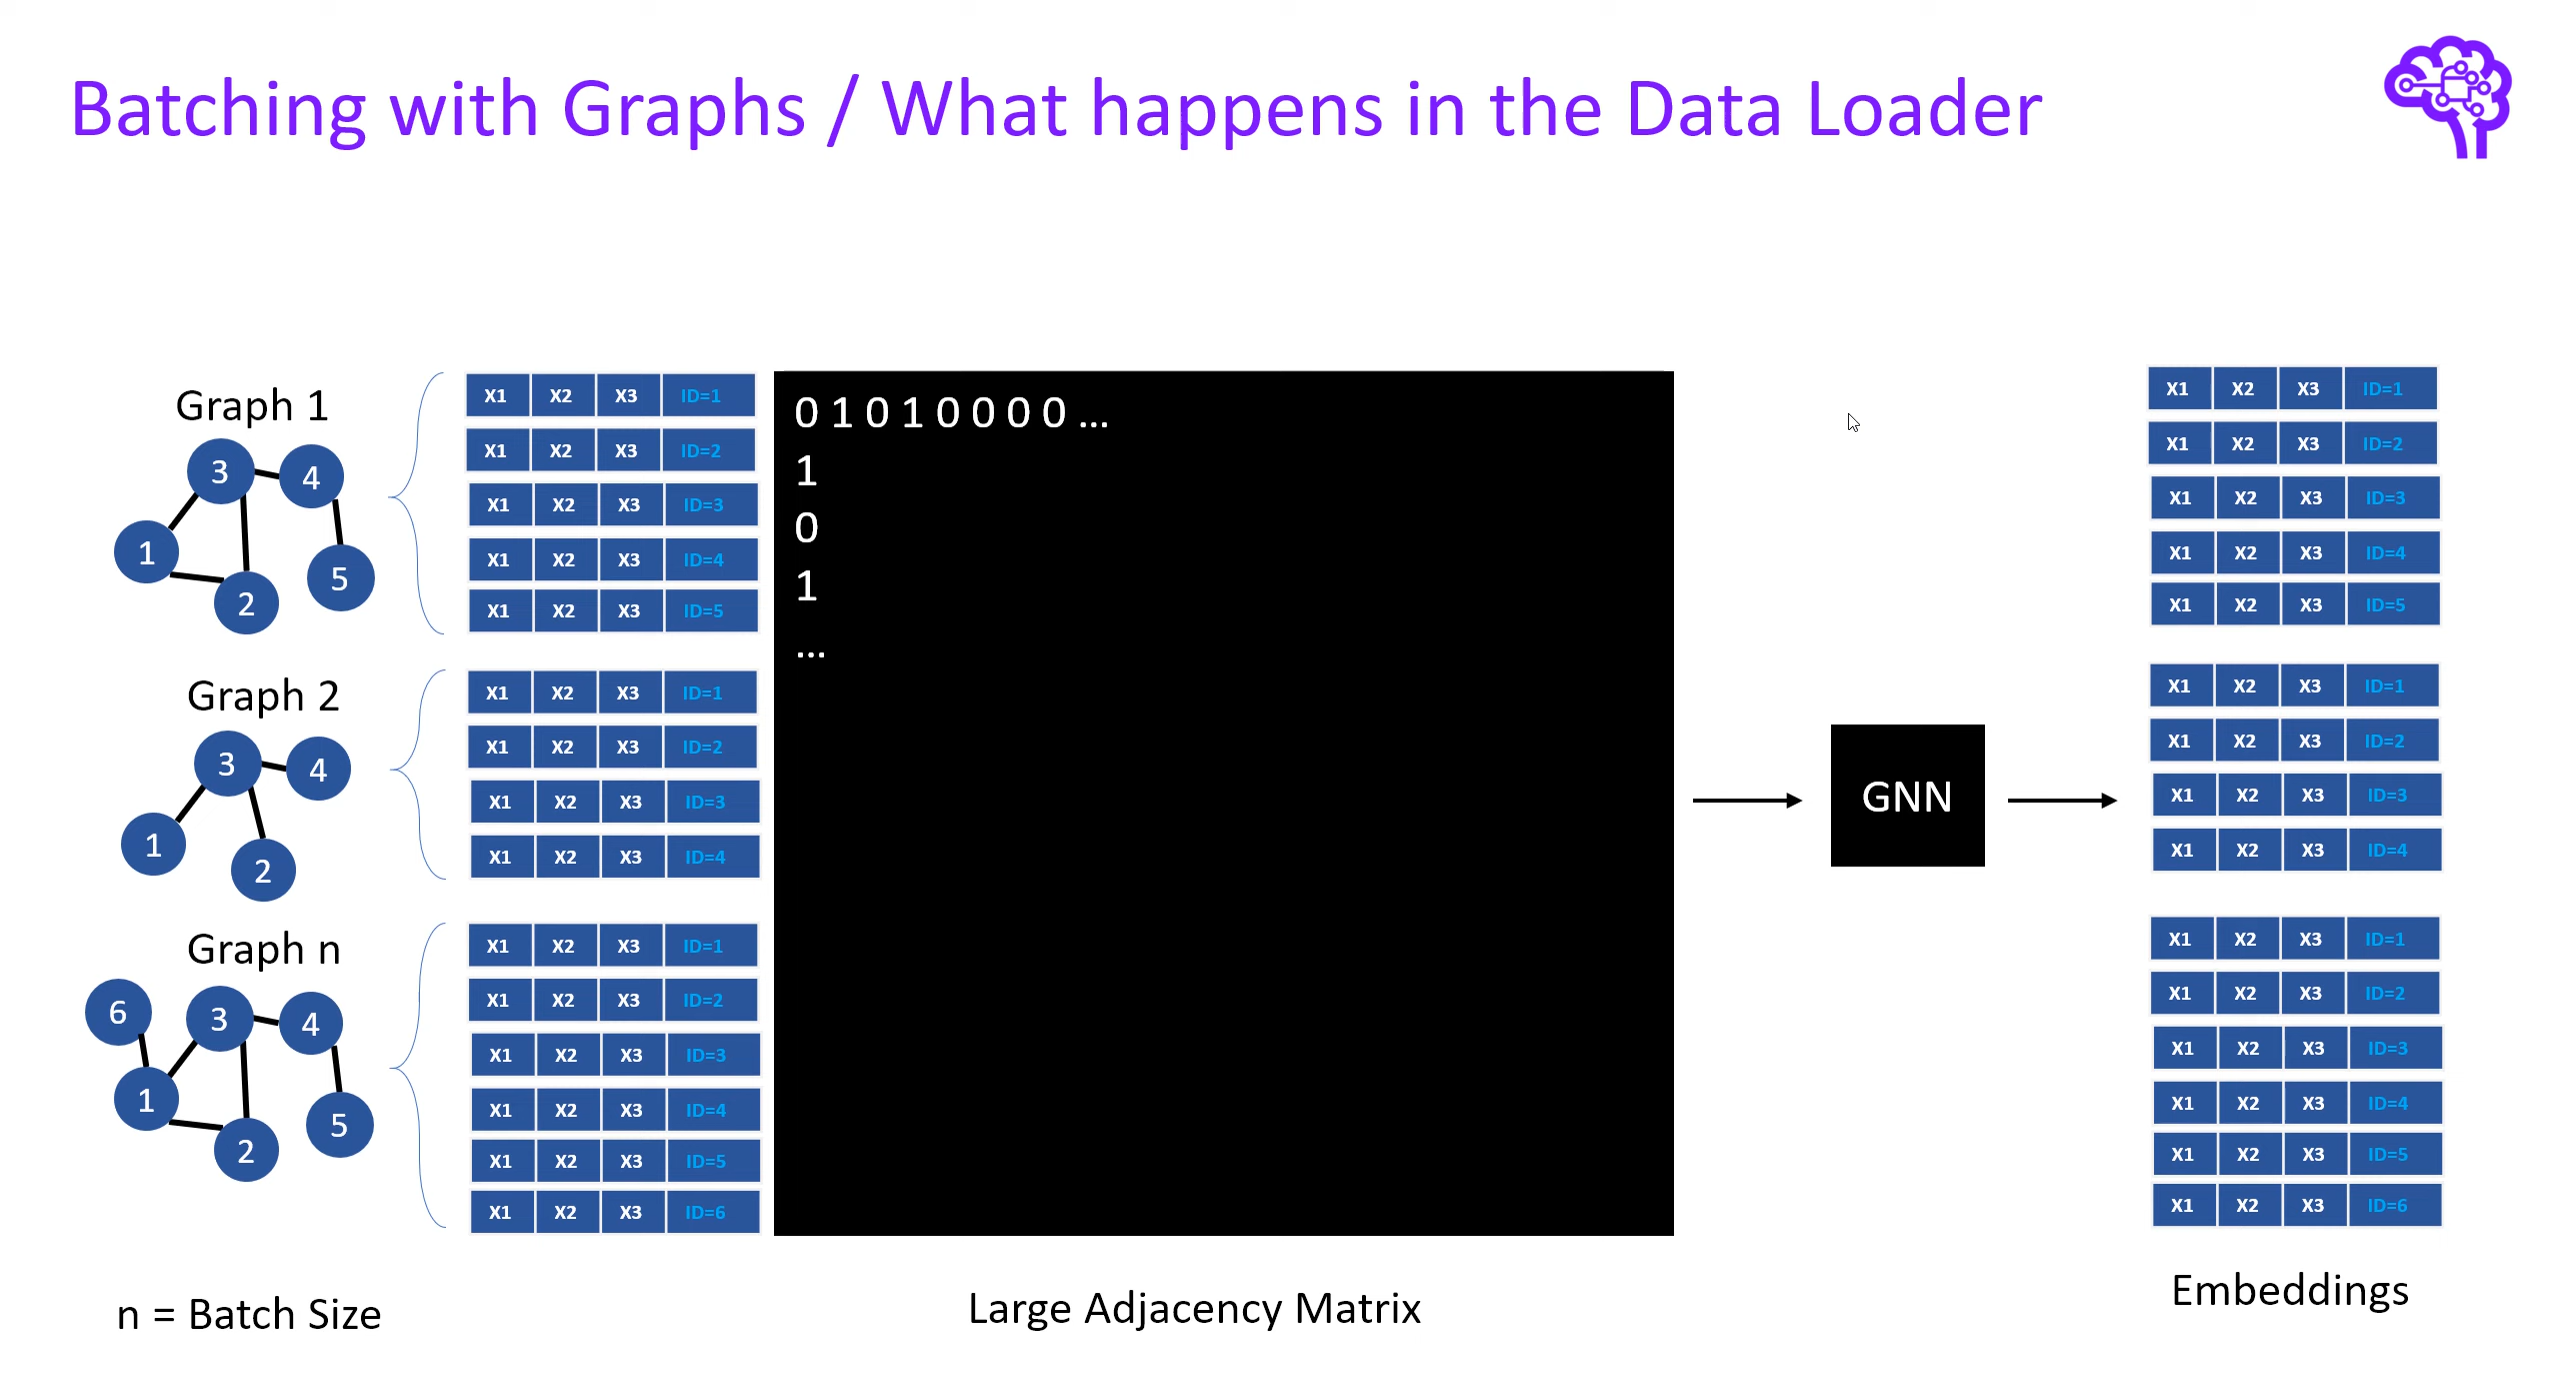 Batching with Graphs / What happens in the Data Loader
Graph 1
3
4
1
5
2
X1 X2 X3 ID=1
X1 X2 X3 ID=2
X1 X2 X3 ID=3
X1 X2 X3 ID=4
X1 X2 X3 ID=5
Graph 2
3
4
1
2
X1 X2 X3 ID=1
X1 X2 X3 ID=2
X1 X2 X3 ID=3
X1 X2 X3 ID=4
Graph n
6
3
4
1
5
2
X1 X2 X3 ID=1
X1 X2 X3 ID=2
X1 X2 X3 ID=3
X1 X2 X3 ID=4
X1 X2 X3 ID=5
X1 X2 X3 ID=6
n = Batch Size
0 1 0 1 0 0 0 0 ...
1
0
1
...
Large Adjacency Matrix
GNN
X1 X2 X3 ID=1
X1 X2 X3 ID=2
X1 X2 X3 ID=3
X1 X2 X3 ID=4
X1 X2 X3 ID=5
X1 X2 X3 ID=1
X1 X2 X3 ID=2
X1 X2 X3 ID=3
X1 X2 X3 ID=4
X1 X2 X3 ID=1
X1 X2 X3 ID=2
X1 X2 X3 ID=3
X1 X2 X3 ID=4
X1 X2 X3 ID=5
X1 X2 X3 ID=6
Embeddings